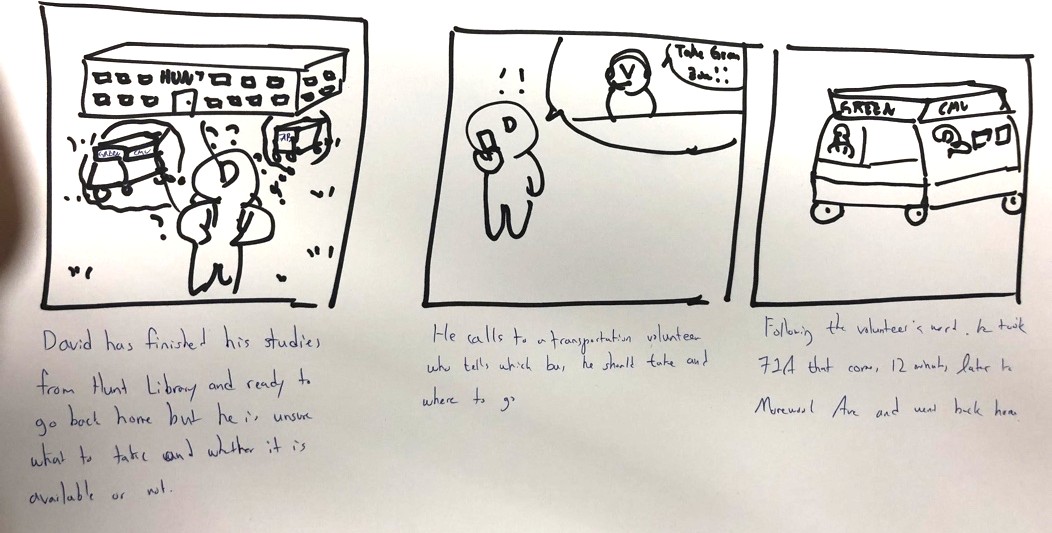 HUNT
GREEN CMU
71A
D
? ?
?
?
! !
D
V
Take Green
Bus!!
GREEN CMU
David has finished his studies
from Hunt Library and ready to
go back home but he is unsure
what to take and whether it is
available or not.
He calls to a transportation volunteer
who tells which bus he should take and
where to go
Following the volunteer's word, he took
71A that comes 12 minutes later to
Morewood Ave and went back home.